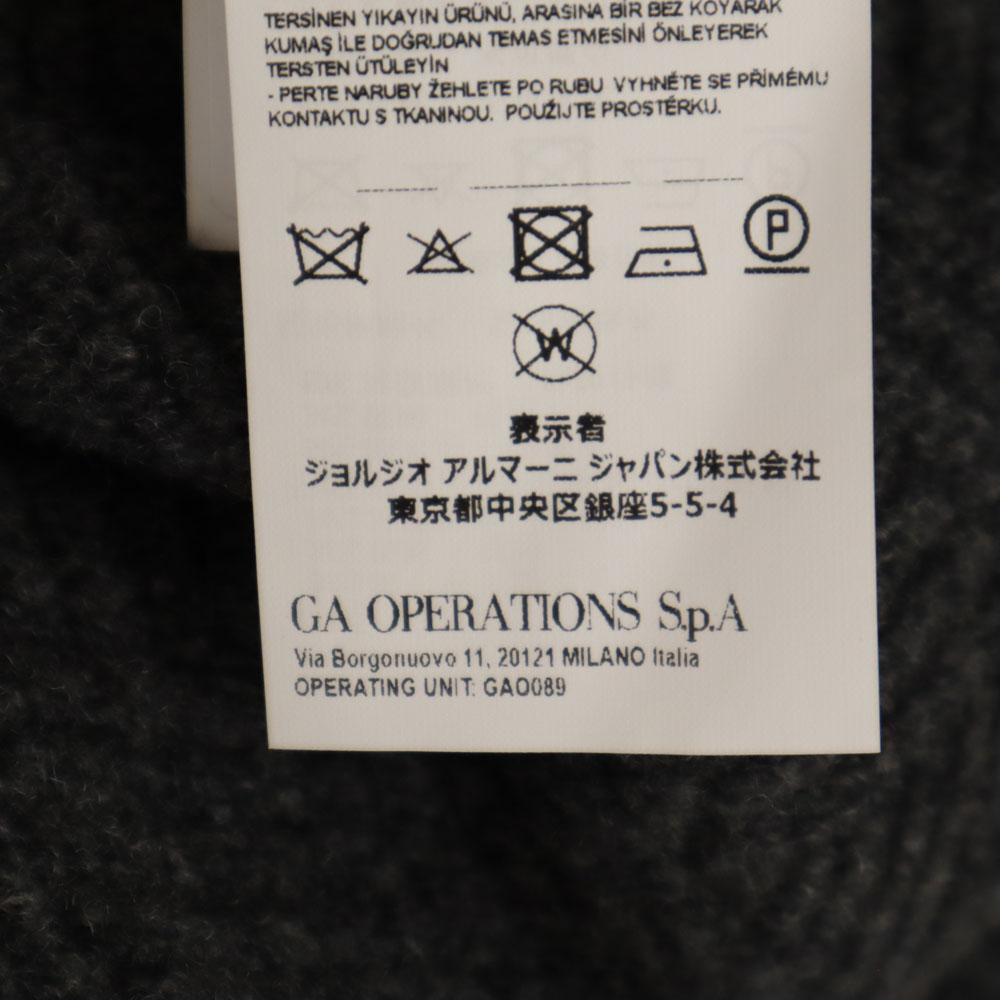 TERSİNEN YIKAYIN ÜRÜNÜ, ARASINA BİR BEZ KOYARAK
KUMAŞ İLE DOĞRUDAN TEMAS ETMESİNİ ÖNLEYEREK
TERSTEN ÜTÜLEYİN
- PERTE NARUBY ŽEHLETE PO RUBU VYHNĚTE SE PŘÍMÉMU
KONTAKTU S TKANINOU. POUŽIJTE PROSTĚRKU.
P
W
表示者
ジョルジオ アルマーニ ジャパン株式会社
東京都中央区銀座5-5-4
GA OPERATIONS S.p.A
Via Borgonuovo 11, 20121 MILANO Italia
OPERATING UNIT: GAO089